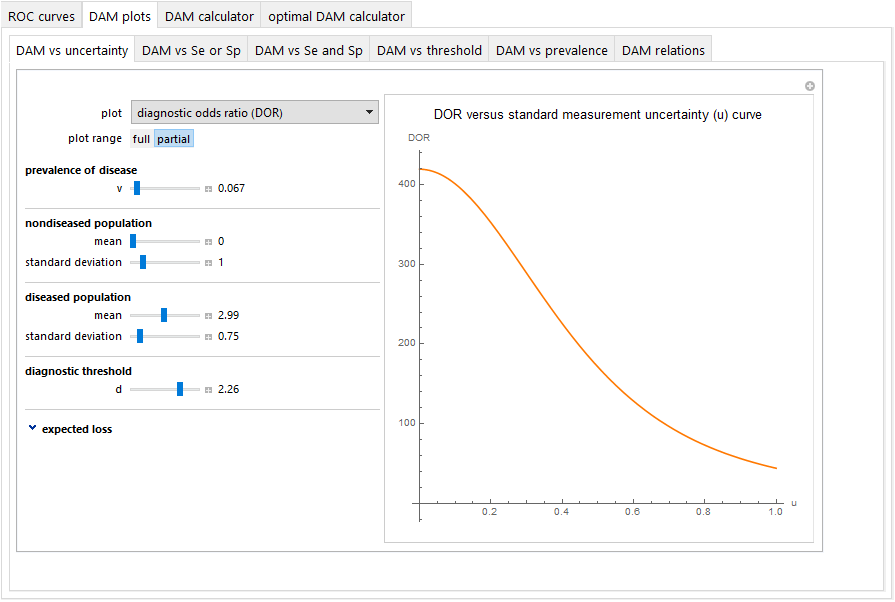 ROC curves DAM plots DAM calculator optimal DAM calculator
DAM vs uncertainty DAM vs Se or Sp DAM vs Se and Sp DAM vs threshold DAM vs prevalence DAM relations
plot diagnostic odds ratio (DOR)
plot range full partial
prevalence of disease
v 0.067
nondiseased population
mean 0
standard deviation 1
diseased population
mean 2.99
standard deviation 0.75
diagnostic threshold
d 2.26
expected loss
DOR versus standard measurement uncertainty (u) curve
DOR
400
300
200
100
0.2 0.4 0.6 0.8 1.0 u